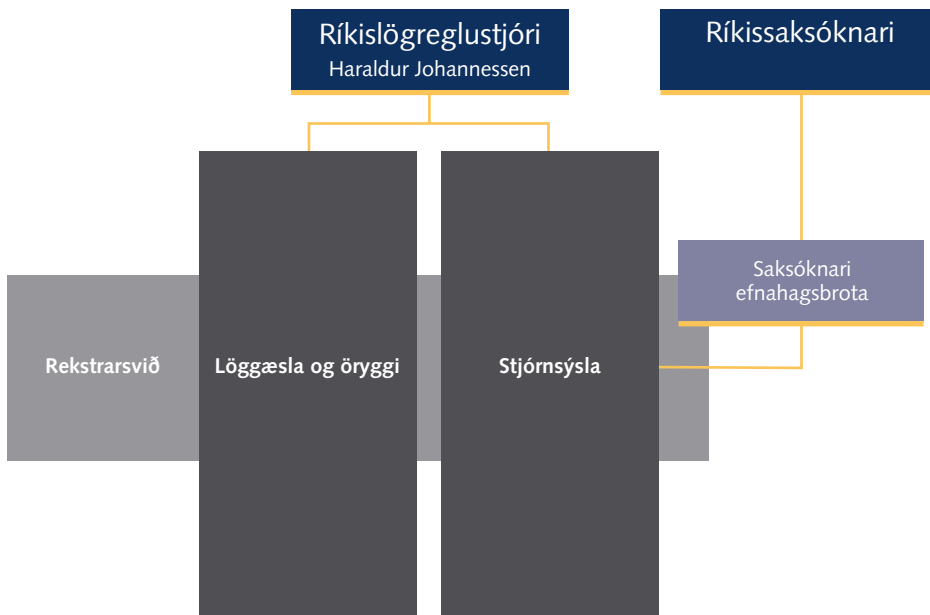 Ríkislögreglustjóri
Haraldur Johannessen
Ríkissaksóknari
Saksóknari
efnahagsbrota
Rekstrarsvið
Löggæsla og öryggi
Stjórnsýsla